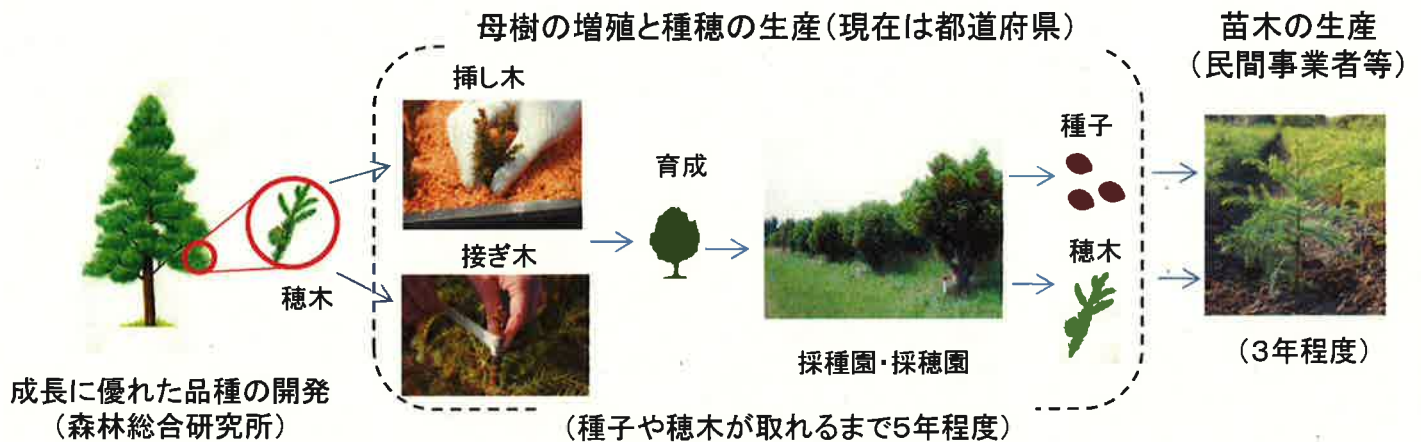 母樹の増殖と種穂の生産(現在は都道府県)
苗木の生産
(民間事業者等)
挿し木
種子
育成
接ぎ木
穂木
穂木
採種園・採穂園
(3年程度)
成長に優れた品種の開発
(森林総合研究所)
(種子や穂木が取れるまで5年程度)